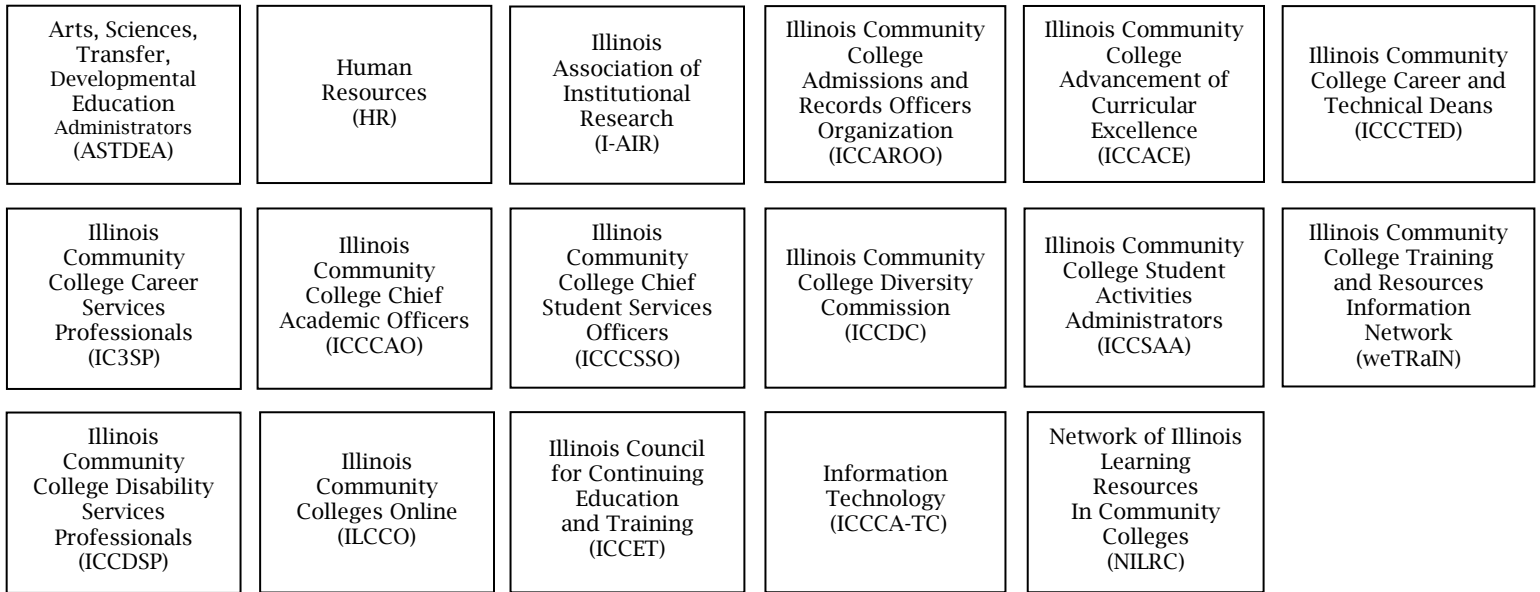 Arts, Sciences,
Transfer,
Developmental
Education
Administrators
(ASTDEA)
Human
Resources
(HR)
Illinois
Association of
Institutional
Research
(I-AIR)
Illinois Community
College
Admissions and
Records Officers
Organization
(ICCAROO)
Illinois Community
College
Advancement of
Curricular
Excellence
(ICCACE)
Illinois Community
College Career and
Technical Deans
(ICCCTED)
Illinois
Community
College Career
Services
Professionals
(IC3SP)
Illinois
Community
College Chief
Academic Officers
(ICCCAO)
Illinois
Community
College Chief
Student Services
Officers
(ICCCSSO)
Illinois Community
College Diversity
Commission
(ICCDC)
Illinois Community
College Student
Activities
Administrators
(ICCSAA)
Illinois Community
College Training
and Resources
Information
Network
(weTRaIN)
Illinois
Community
College Disability
Services
Professionals
(ICCDSP)
Illinois
Community
Colleges Online
(ILCCO)
Illinois Council
for Continuing
Education
and Training
(ICCET)
Information
Technology
(ICCCA-TC)
Network of Illinois
Learning
Resources
In Community
Colleges
(NILRC)